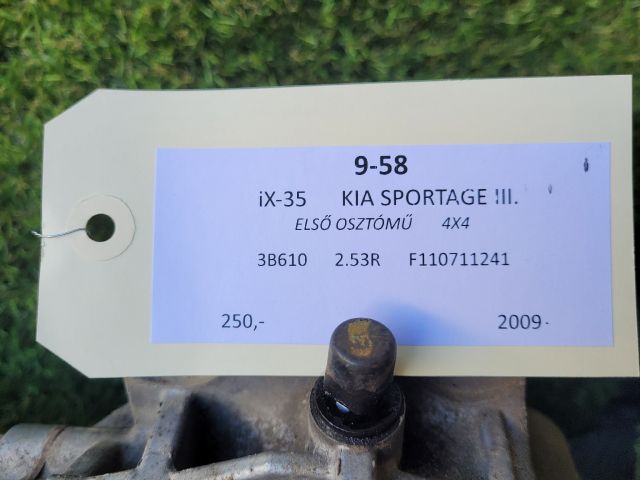 9-58
iX-35 KIA SPORTAGE III.
ELSŐ OSZTÓMŰ 4X4
3B610 2.53R F110711241
250,- 2009-